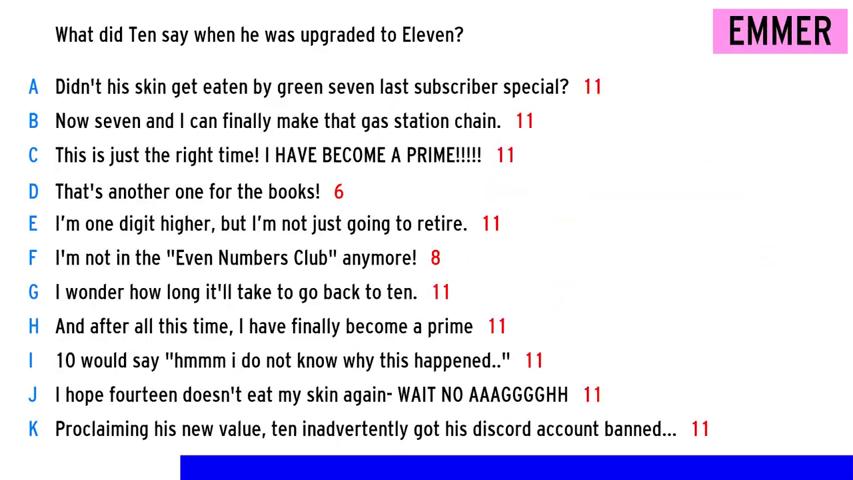 What did Ten say when he was upgraded to Eleven?
EMMER
A Didn't his skin get eaten by green seven last subscriber special? 11
B Now seven and I can finally make that gas station chain. 11
C This is just the right time! I HAVE BECOME A PRIME!!!!! 11
D That's another one for the books! 6
E I'm one digit higher, but I'm not just going to retire. 11
F I'm not in the "Even Numbers Club" anymore! 8
G I wonder how long it'll take to go back to ten. 11
H And after all this time, I have finally become a prime 11
I 10 would say "hmmm i do not know why this happened.." 11
J I hope fourteen doesn't eat my skin again- WAIT NO AAAGGGGHH 11
K Proclaiming his new value, ten inadvertently got his discord account banned... 11